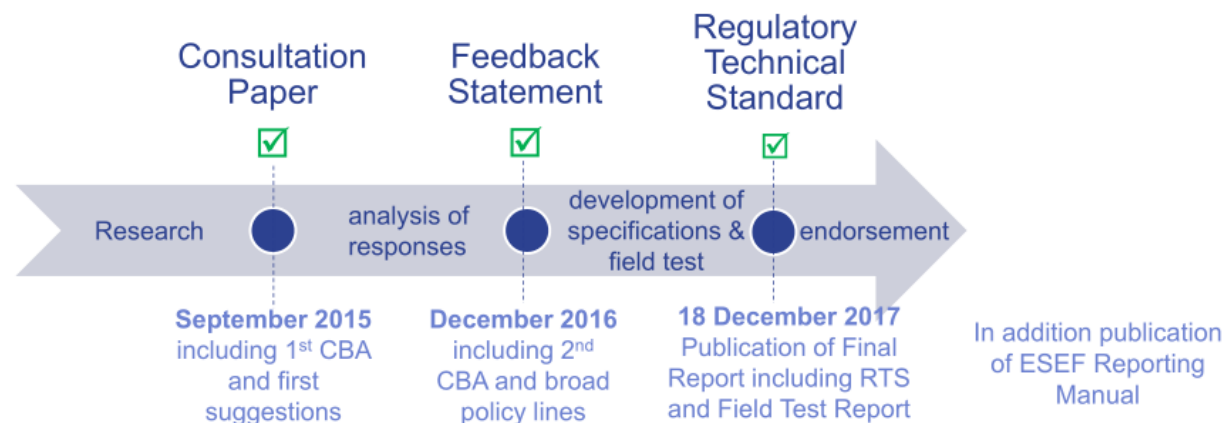 Consultation
Paper
Feedback
Statement
Regulatory
Technical
Standard
Research
analysis of
responses
development of
specifications &
field test
endorsement
September 2015
including 1st CBA
and first
suggestions
December 2016
including 2nd
CBA and broad
policy lines
18 December 2017
Publication of Final
Report including RTS
and Field Test Report
In addition publication
of ESEF Reporting
Manual